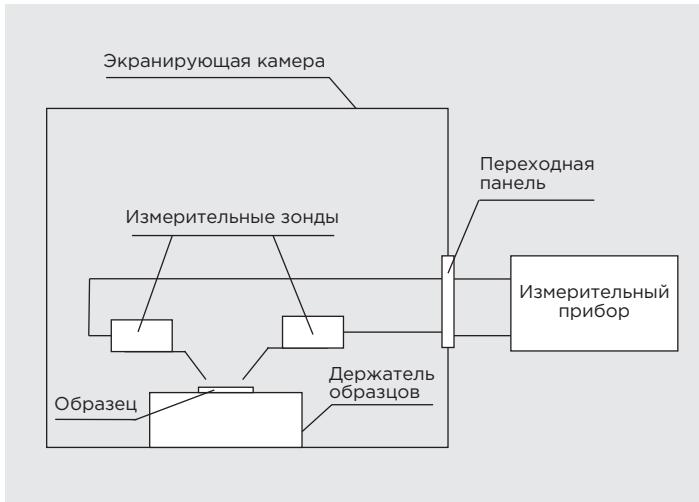 Экранирующая камера
Переходная
панель
Измерительные зонды
Измерительный
прибор
Держатель
образцов
Образец